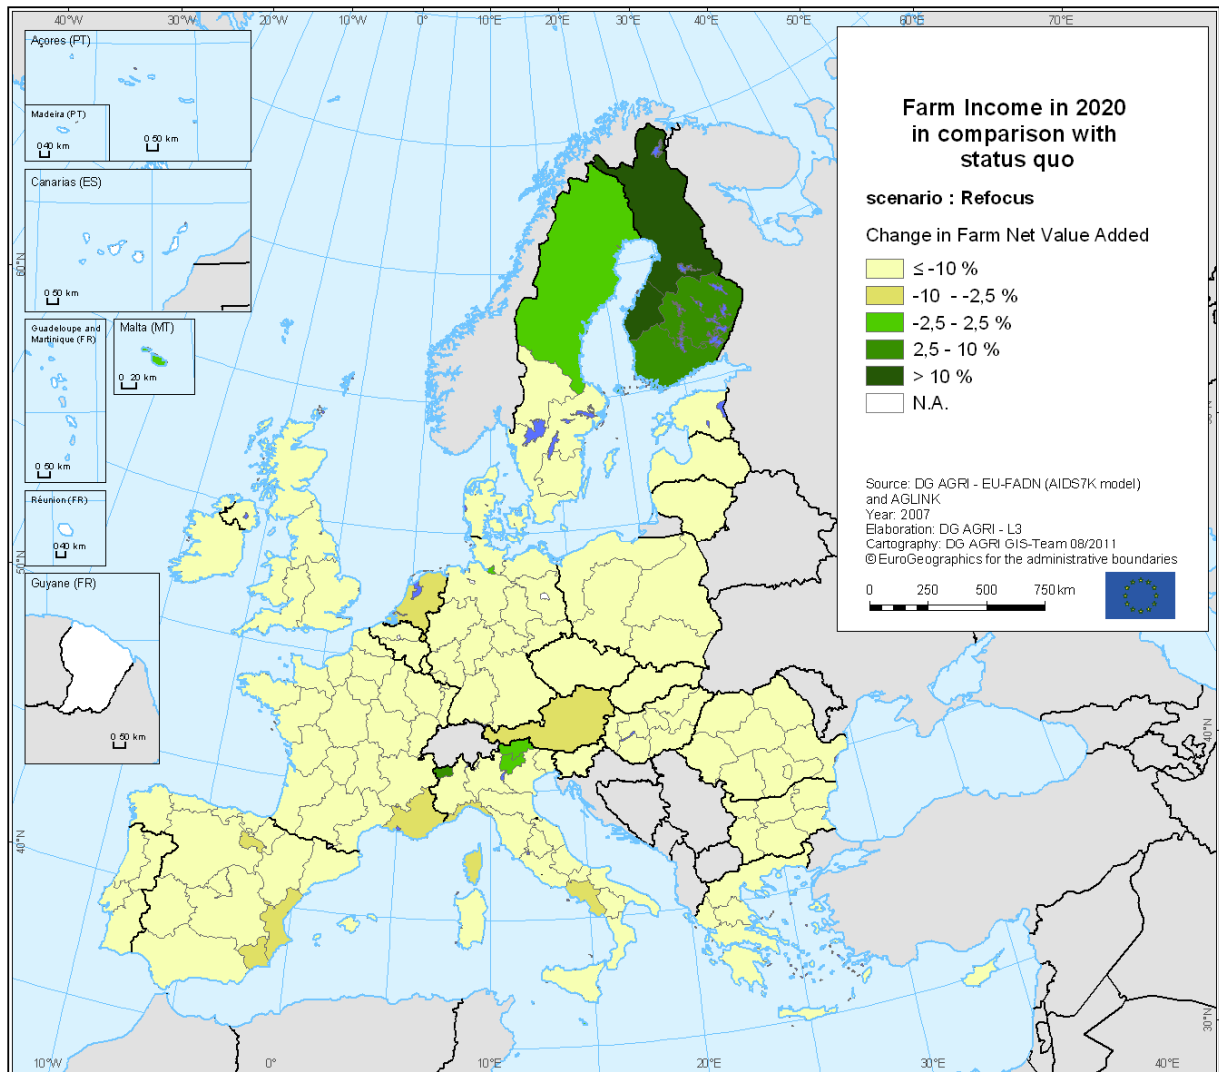 40°W
30°W
20°W
10°W
0°
10°E
20°E
30°E
40°E
50°E
60°E
70°E
Açores (PT)
Madeira (PT)
0 40 km
0 50 km
Canarias (ES)
0 50 km
Guadeloupe and
Martinique (FR)
0 50 km
Malta (MT)
0 20 km
Réunion (FR)
0 40 km
Guyane (FR)
0 50 km
Farm Income in 2020
in comparison with
status quo
scenario : Refocus
Change in Farm Net Value Added
≤ -10 %
-10 - -2,5 %
-2,5 - 2,5 %
2,5 - 10 %
> 10 %
N.A.
Source: DG AGRI - EU-FADN (AIDS7K model)
and AGLINK
Year: 2007
Elaboration: DG AGRI - L3
Cartography: DG AGRI GIS-Team 08/2011
© EuroGeographics for the administrative boundaries
0 250 500 750 km
60°N
50°N
40°N
40°N
30°N
10°W
0°
10°E
20°E
30°E
40°E